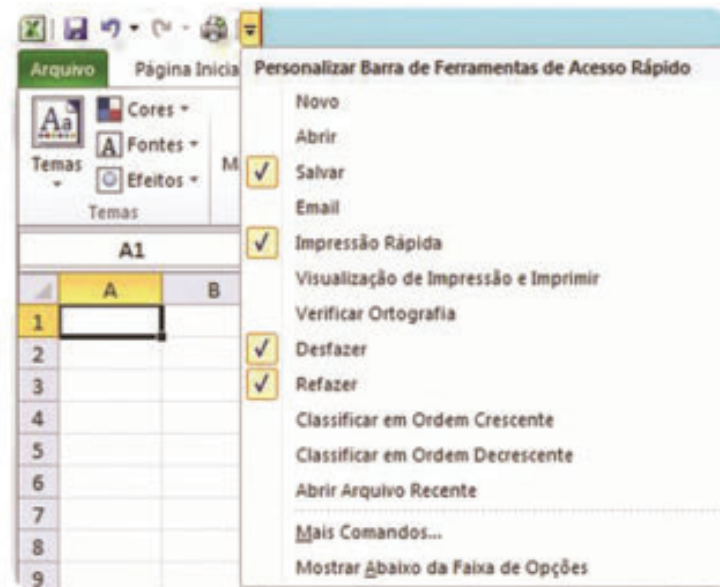 Arquivo Página Inicia
Personalizar Barra de Ferramentas de Acesso Rápido
Aa
Temas
Cores
A Fontes
Efeitos
M
Temas
A1
A B
1
2
3
4
5
6
7
8
9
Novo
Abrir
Salvar
Email
Impressão Rápida
Visualização de Impressão e Imprimir
Verificar Ortografia
Desfazer
Refazer
Classificar em Ordem Crescente
Classificar em Ordem Decrescente
Abrir Arquivo Recente
Mais Comandos...
Mostrar Abaixo da Faixa de Opções